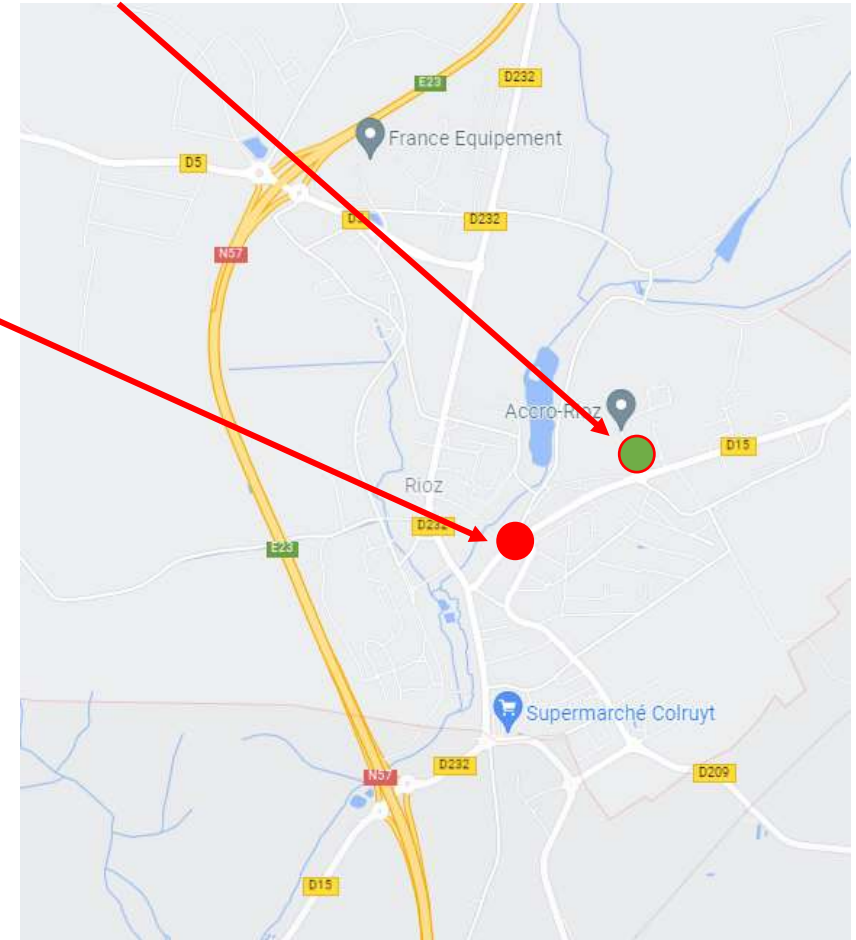 E23
D232
France Equipement
D5
D5
D232
N57
Accro-Rioz
D15
Rioz
D232
E23
Supermarché Colruyt
D232
N57
D209
D15